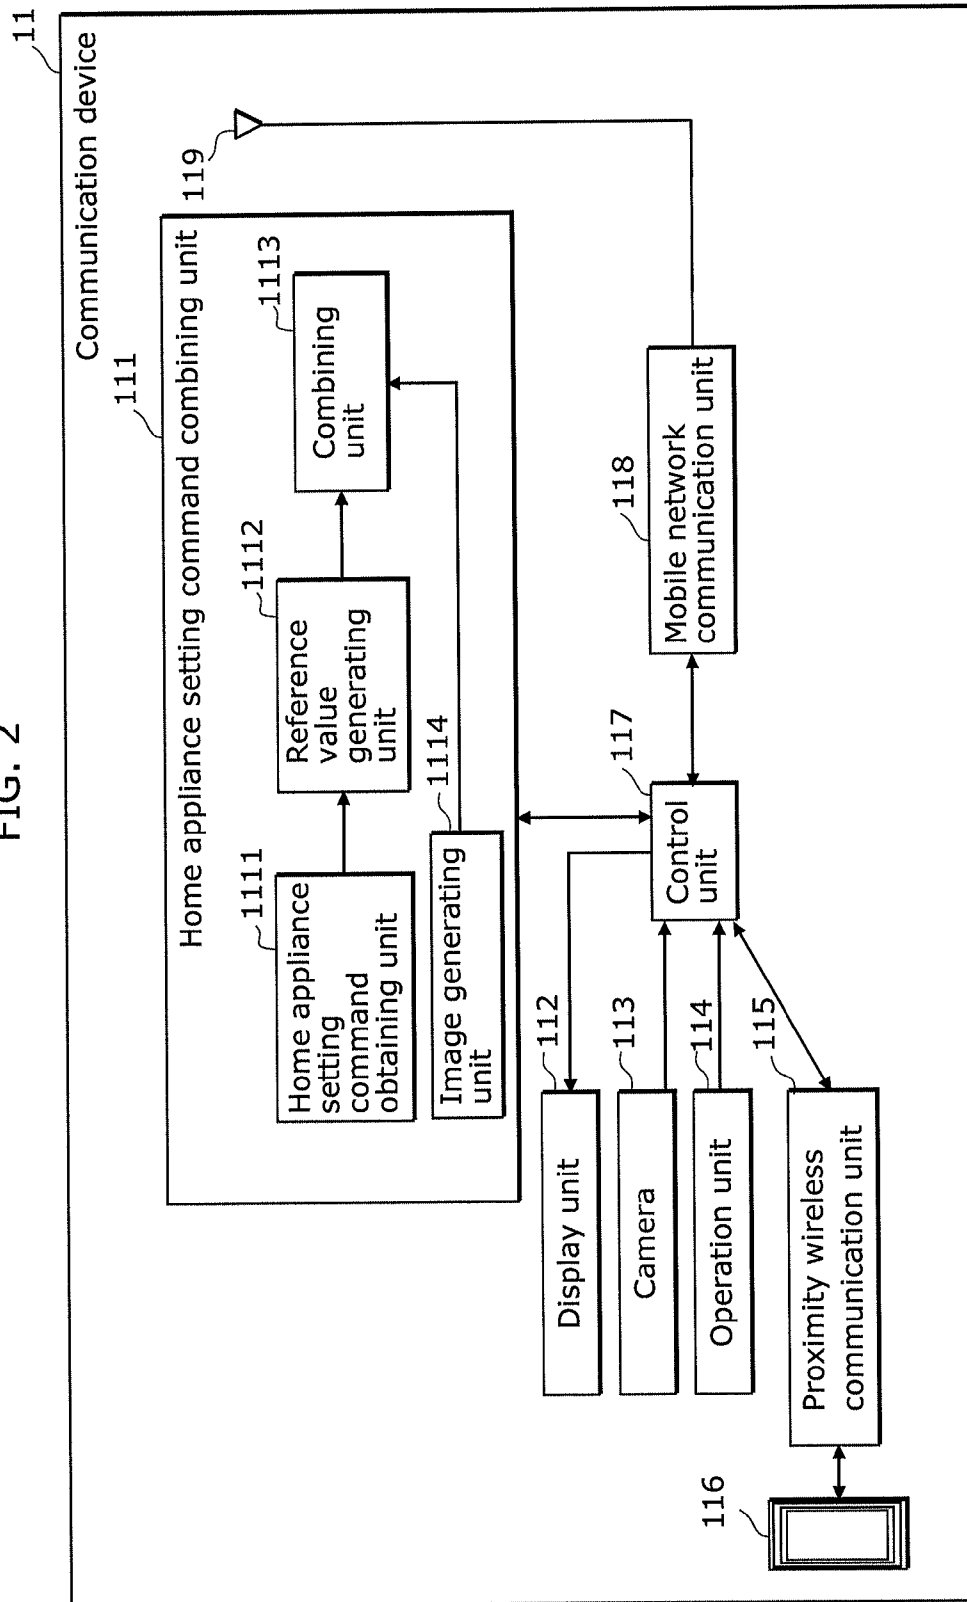 FIG. 2
11
Communication device
111
Home appliance setting command combining unit
119
1111
Home appliance
setting
command
obtaining unit
1112
Reference
value
generating
unit
1113
Combining
unit
1114
Image generating
unit
112
Display unit
113
Camera
114
Operation unit
115
Proximity wireless
communication unit
116
117
Control
unit
118
Mobile network
communication unit